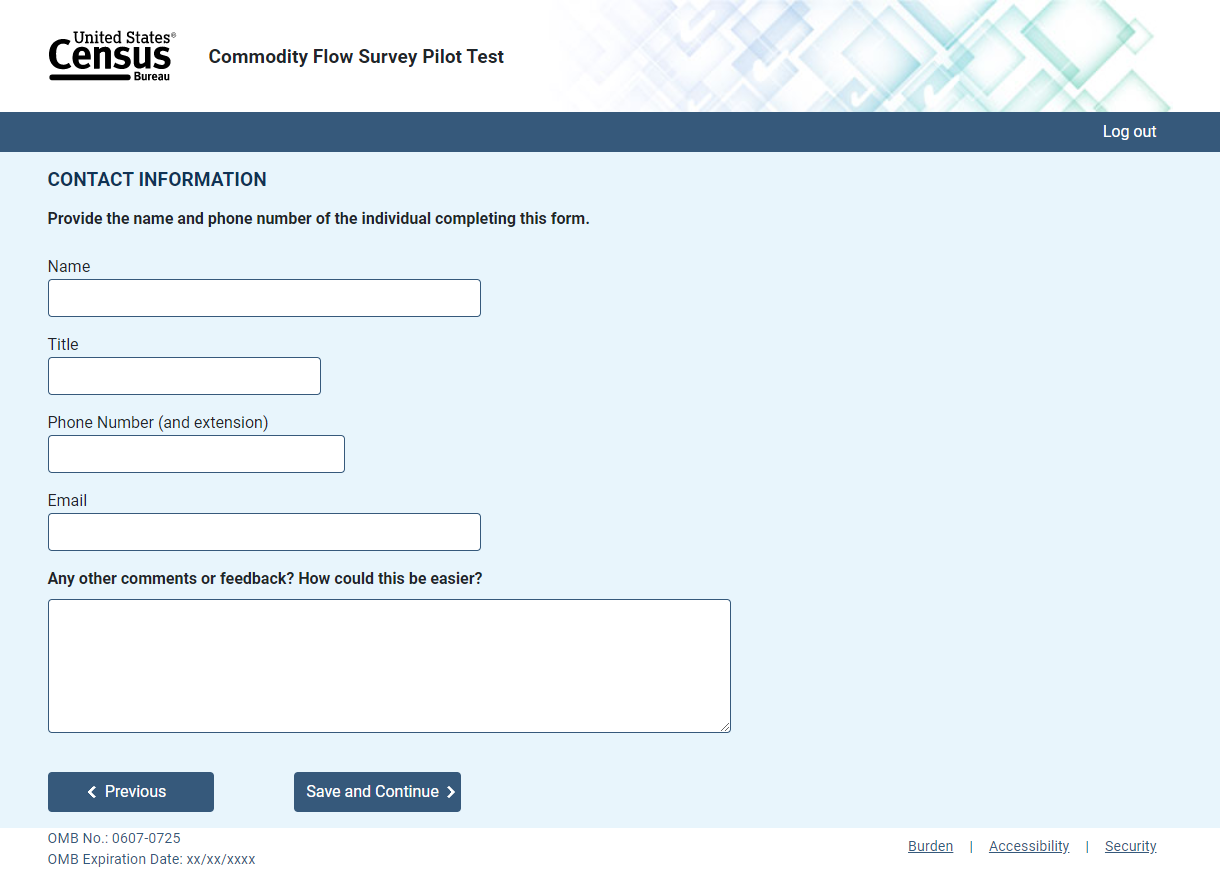 United States®
Census
Bureau
Commodity Flow Survey Pilot Test
Log out
CONTACT INFORMATION
Provide the name and phone number of the individual completing this form.
Name
Title
Phone Number (and extension)
Email
Any other comments or feedback? How could this be easier?
Previous
Save and Continue
OMB No.: 0607-0725
OMB Expiration Date: xx/xx/xxxx
Burden | Accessibility | Security